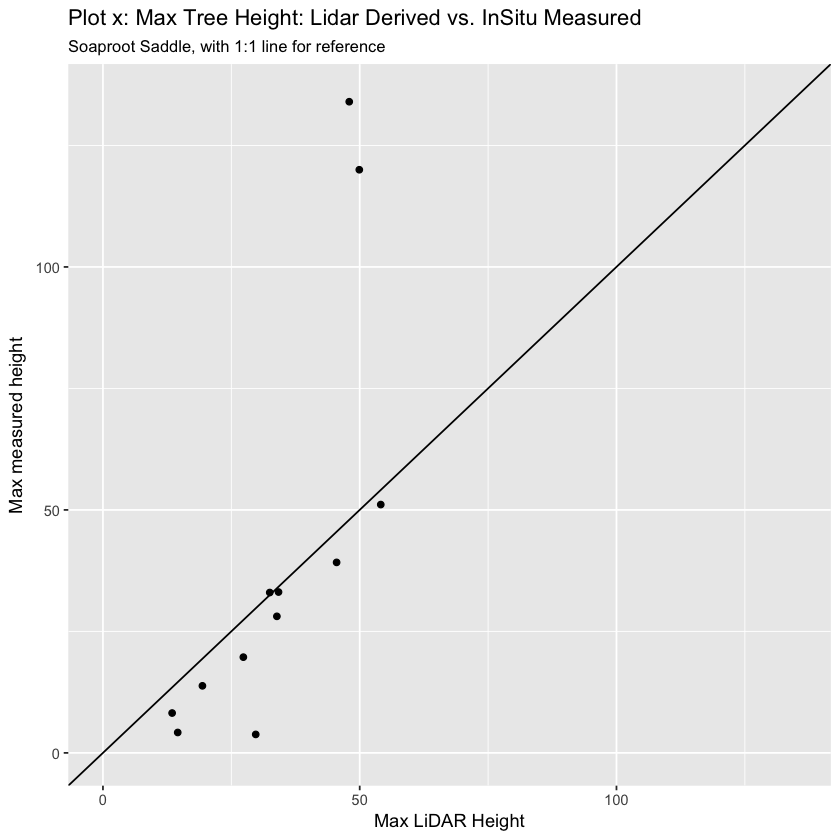 Plot x: Max Tree Height: Lidar Derived vs. InSitu Measured
Soaproot Saddle, with 1:1 line for reference
Max measured height
100
50
0
0
50
100
Max LiDAR Height